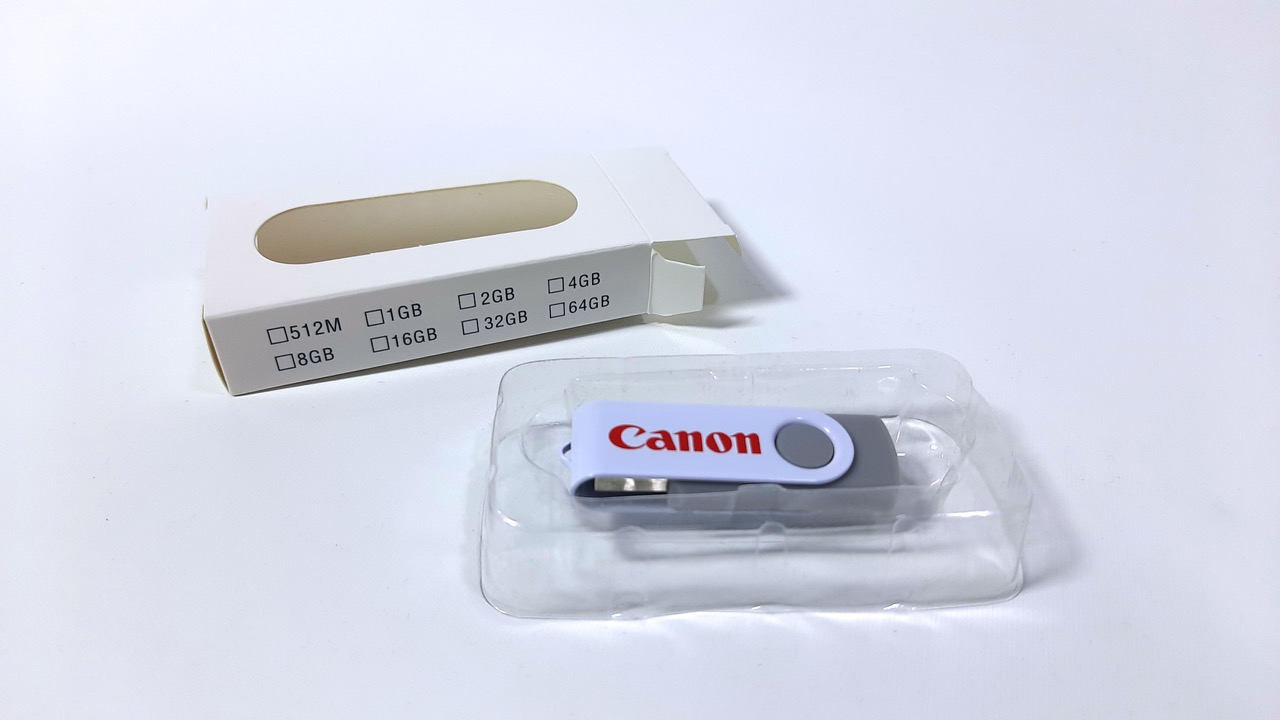 ☐512M ☐1GB ☐2GB ☐4GB
☐8GB ☐16GB ☐32GB ☐64GB
Canon